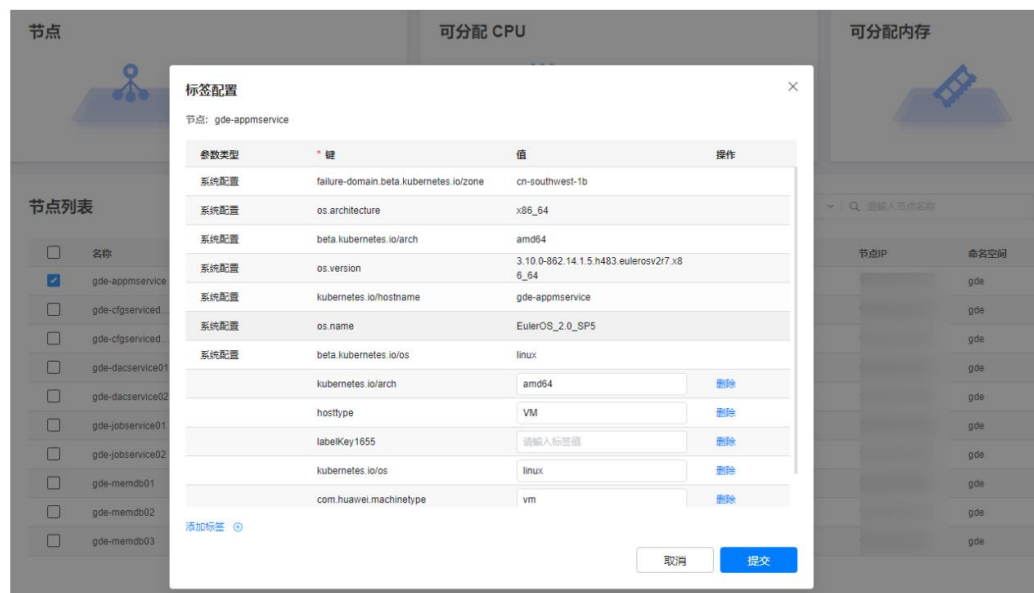 节点
可分配 CPU
可分配内存
标签配置
节点: gde-appmservice
参数类型 * 键 值 操作
系统配置 failure-domain.beta.kubernetes.io/zone cn-southwest-1b
系统配置 os.architecture x86_64
系统配置 beta.kubernetes.io/arch amd64
系统配置 os.version 3.10.0-862.14.1.5.h483.eulerosv2r7.x8
6_64
系统配置 kubernetes.io/hostname gde-appmservice
系统配置 os.name EulerOS_2.0_SP5
系统配置 beta.kubernetes.io/os linux
kubernetes.io/arch amd64 删除
hosttype VM 删除
labelKey1655 请输入标签值 删除
kubernetes.io/os linux 删除
com.huawei.machinetype vm 删除
添加标签
取消 提交
节点列表
请输入节点名称
名称 节点IP 命名空间
gde-appmservice gde
gde-cfgserviced... gde
gde-cfgserviced... gde
gde-dacservice01 gde
gde-dacservice02 gde
gde-jobservice01 gde
gde-jobservice02 gde
gde-memdb01 gde
gde-memdb02 gde
gde-memdb03 gde